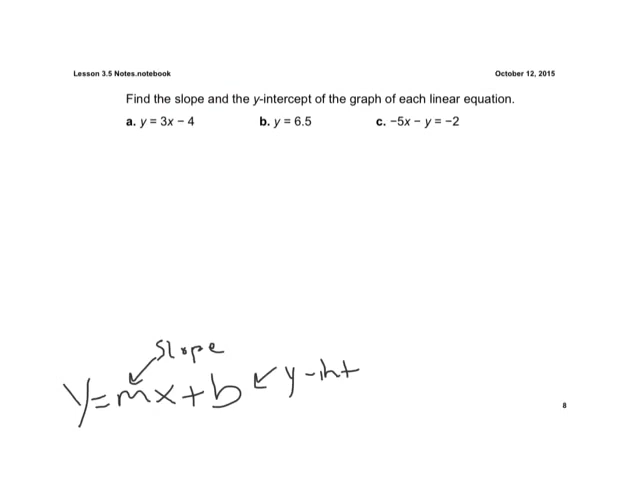 Lesson 3.5 Notes.notebook October 12, 2015
Find the slope and the y-intercept of the graph of each linear equation.
a. y = 3x − 4 b. y = 6.5 c. −5x − y = −2
Slope
y=mx+b y-int
8